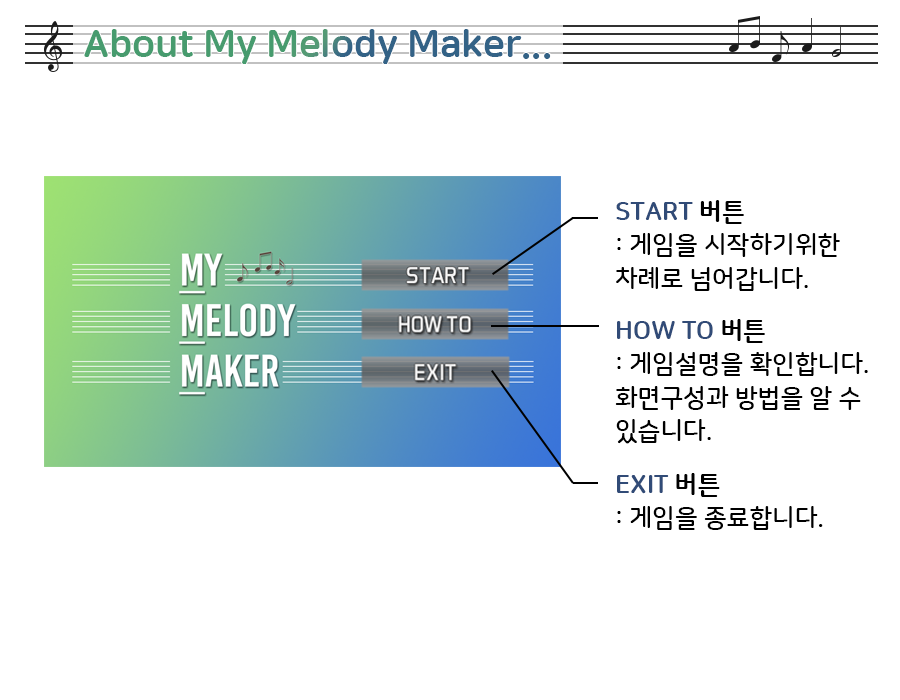 About My Melody Maker...
MY
MELODY
MAKER
START
HOW TO
EXIT
START 버튼
: 게임을 시작하기위한
차례로 넘어갑니다.
HOW TO 버튼
: 게임설명을 확인합니다.
화면구성과 방법을 알 수
있습니다.
EXIT 버튼
: 게임을 종료합니다.